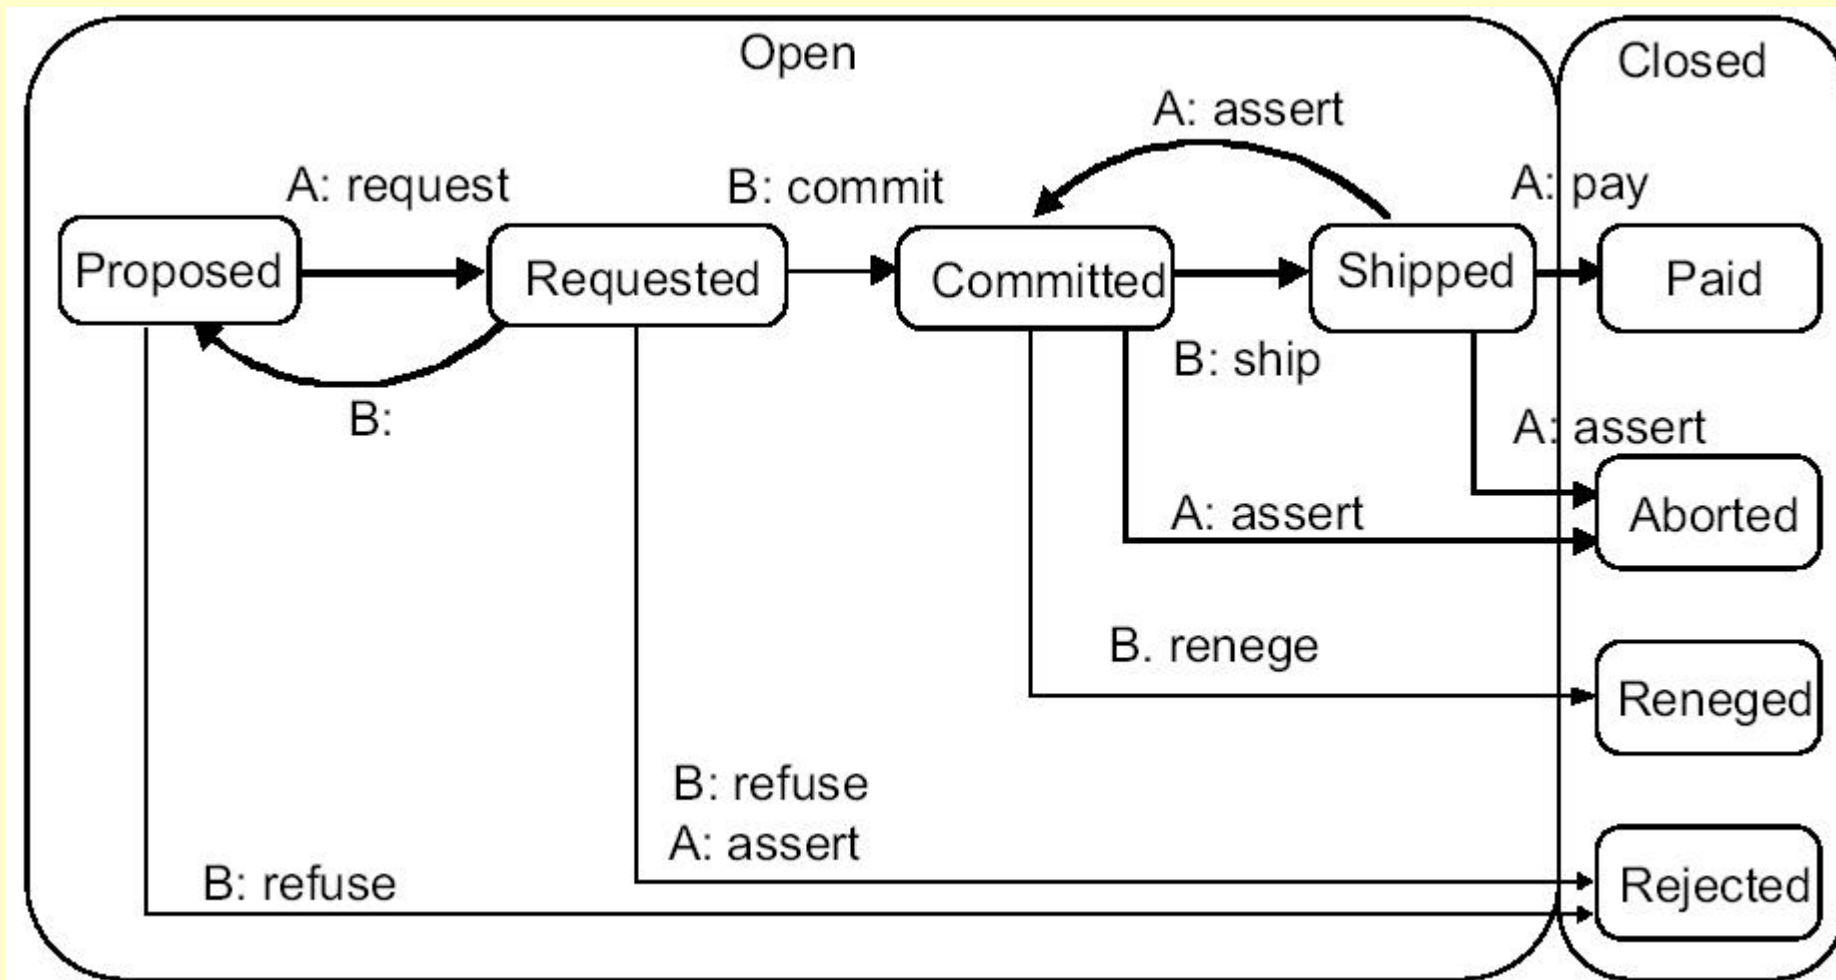 Open
Closed
A: assert
A: request
B: commit
A: pay
Proposed
Requested
Committed
Shipped
Paid
B: ship
B:
A: assert
A: assert
Aborted
B. renege
Reneged
B: refuse
A: assert
B: refuse
Rejected